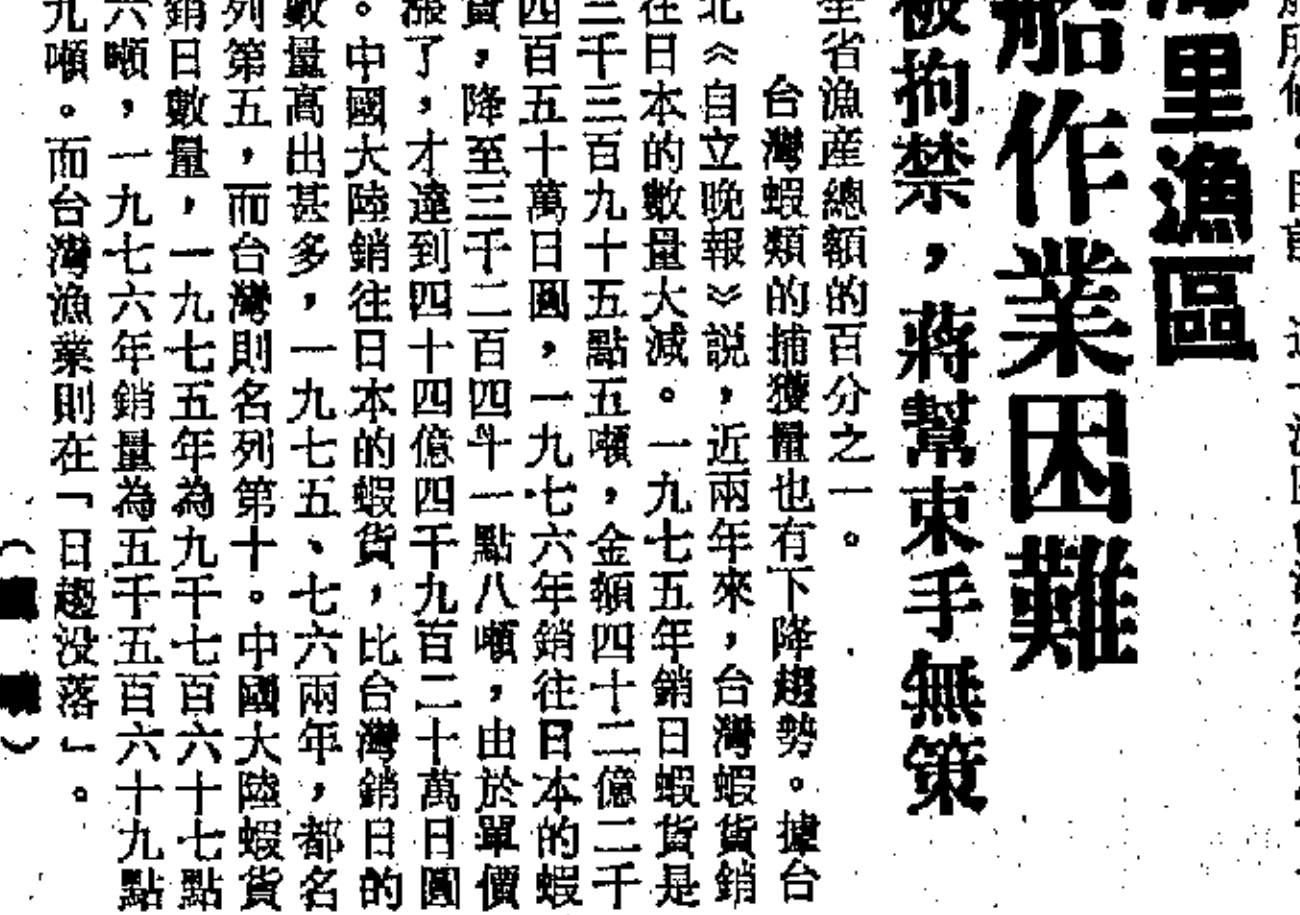 海里漁區
船作業困難
被拘禁，蔣幫束手無策
全省漁產總額的百分之一。
台灣蝦類的捕獲量也有下降趨勢。據台
北《自立晚報》説，近兩年來，台灣蝦貨銷
往日本的數量大減。一九七五年銷日蝦貨是
三千三百九十五點五噸，金額四十二億二千
四百五十萬日圓，一九七六年銷往日本的蝦
貨，降至三千二百四十一點八噸，由於單價
漲了，才達到四十四億四千九百二十萬日圓
。中國大陸銷往日本的蝦貨，比台灣銷日的
數量高出甚多，一九七五、七六兩年，都名
列第五，而台灣則名列第十。中國大陸蝦貨
銷日數量，一九七五年為九千七百六十七點
六噸，一九七六年銷量為五千五百六十九點
九噸。而台灣漁業則在「日趨没落」。